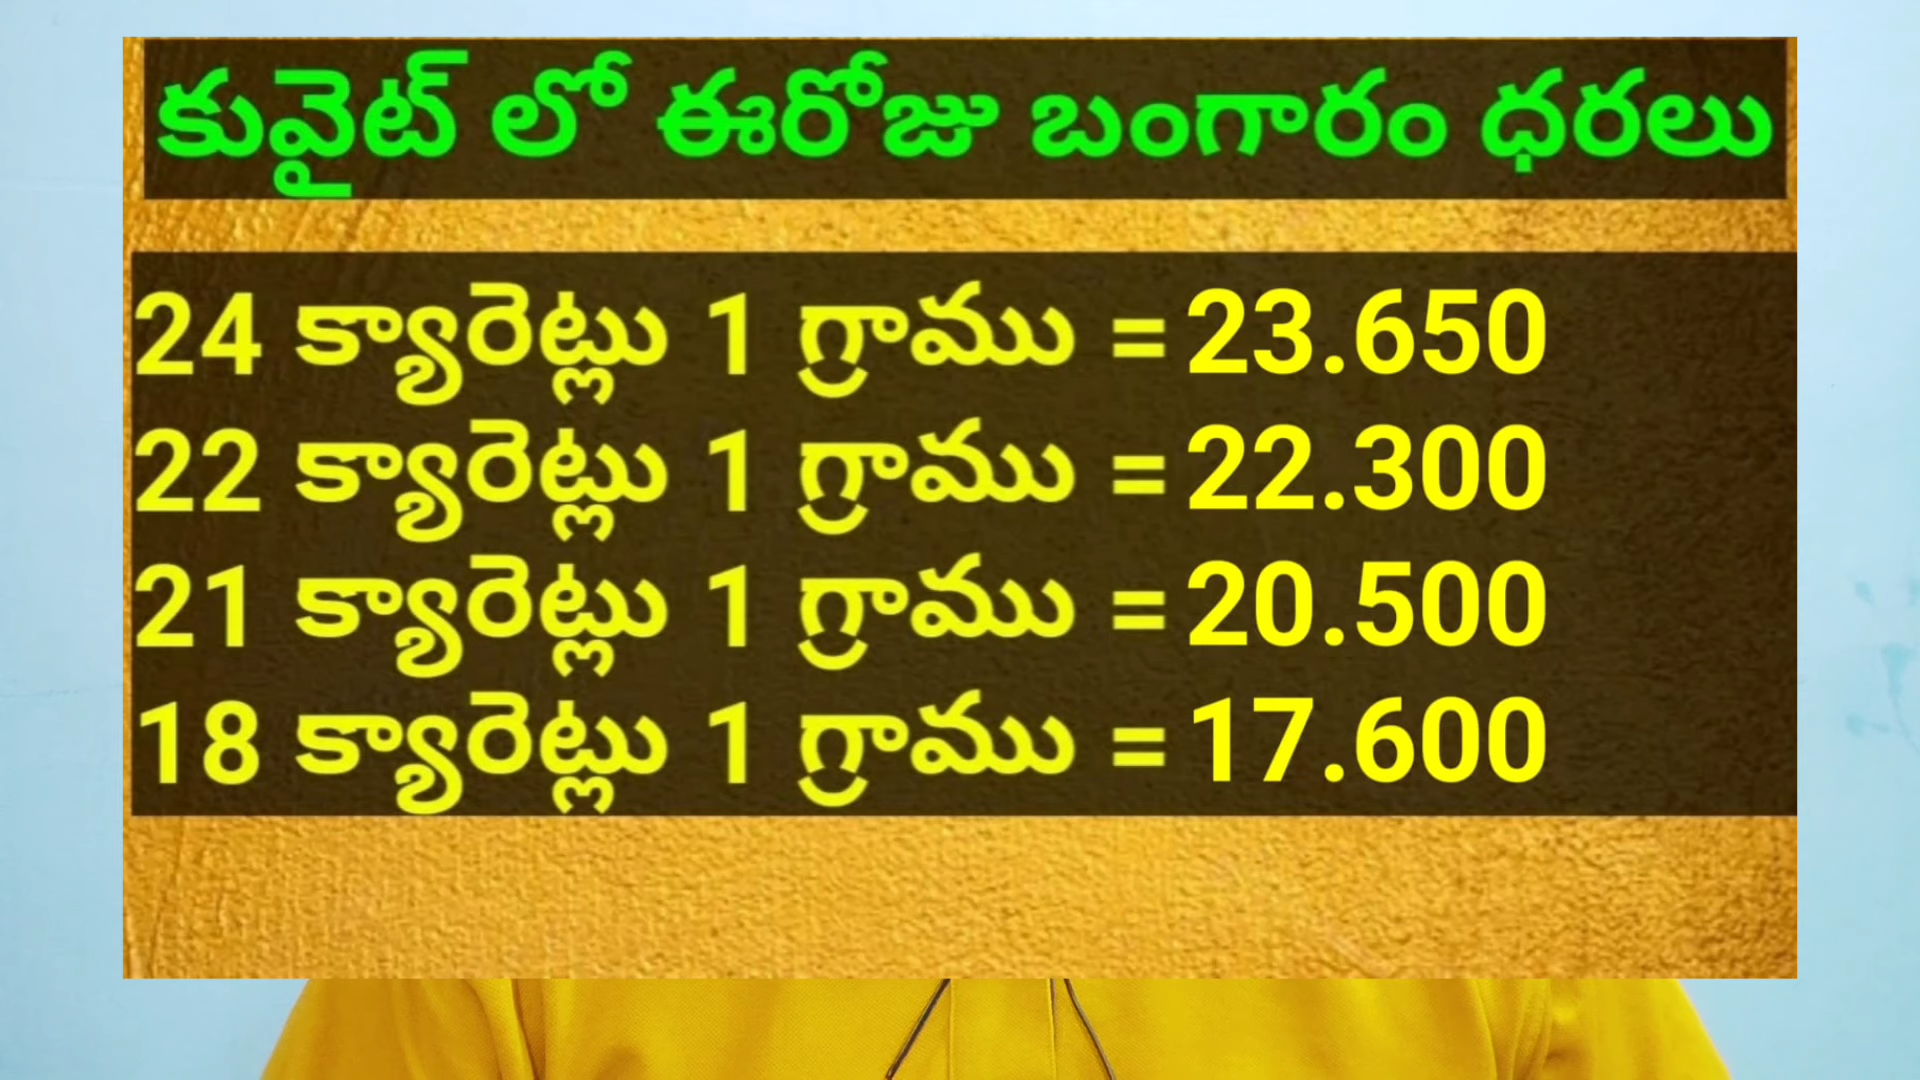 కువైట్ లో ఈరోజు బంగారం ధరలు
24 క్యారెట్లు 1 గ్రాము = 23.650
22 క్యారెట్లు 1 గ్రాము = 22.300
21 క్యారెట్లు 1 గ్రాము = 20.500
18 క్యారెట్లు 1 గ్రాము = 17.600